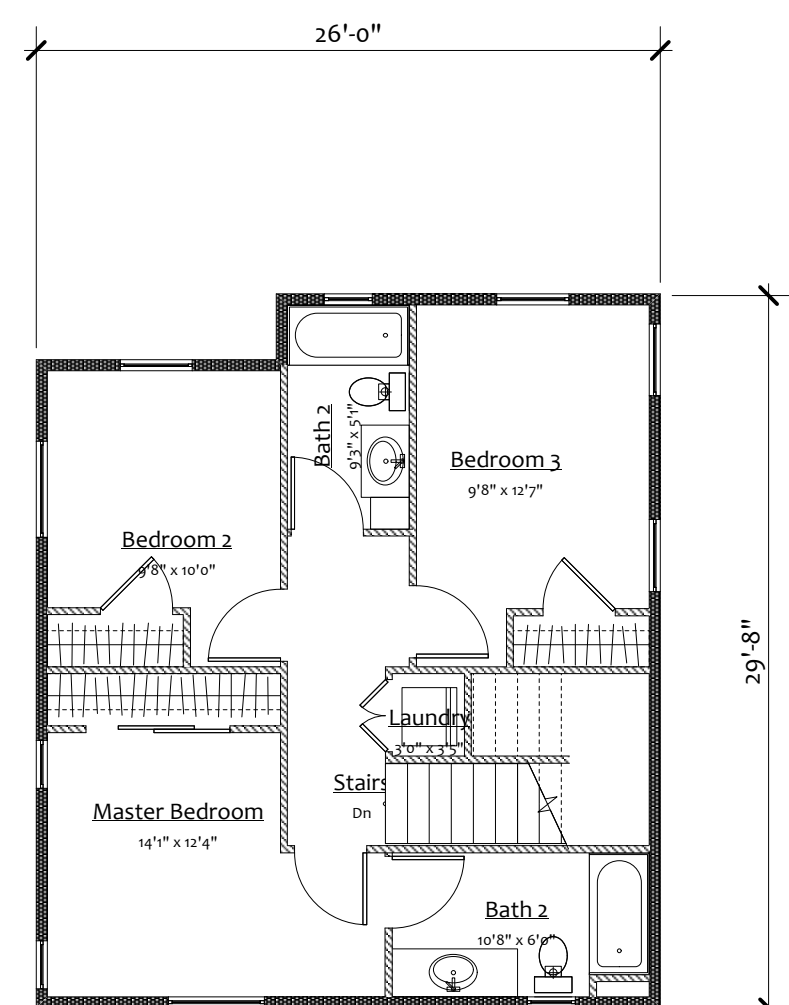 26'-0"
Bath 2
9'3" x 5'1"
Bedroom 3
9'8" x 12'7"
Bedroom 2
9'8" x 10'0"
29'-8"
Laundry
3'0" x 3'5"
Stairs
Dn
Master Bedroom
14'1" x 12'4"
Bath 2
10'8" x 6'0"